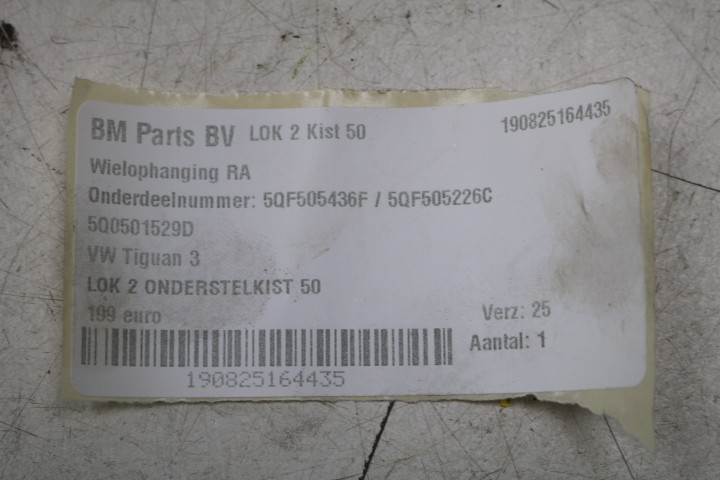 BM Parts BV LOK 2 Kist 50 190825164435
Wielophanging RA
Onderdeelnummer: 5QF505436F / 5QF505226C
5Q0501529D
VW Tiguan 3
LOK 2 ONDERSTELKIST 50
199 euro Verz: 25
Aantal: 1
190825164435